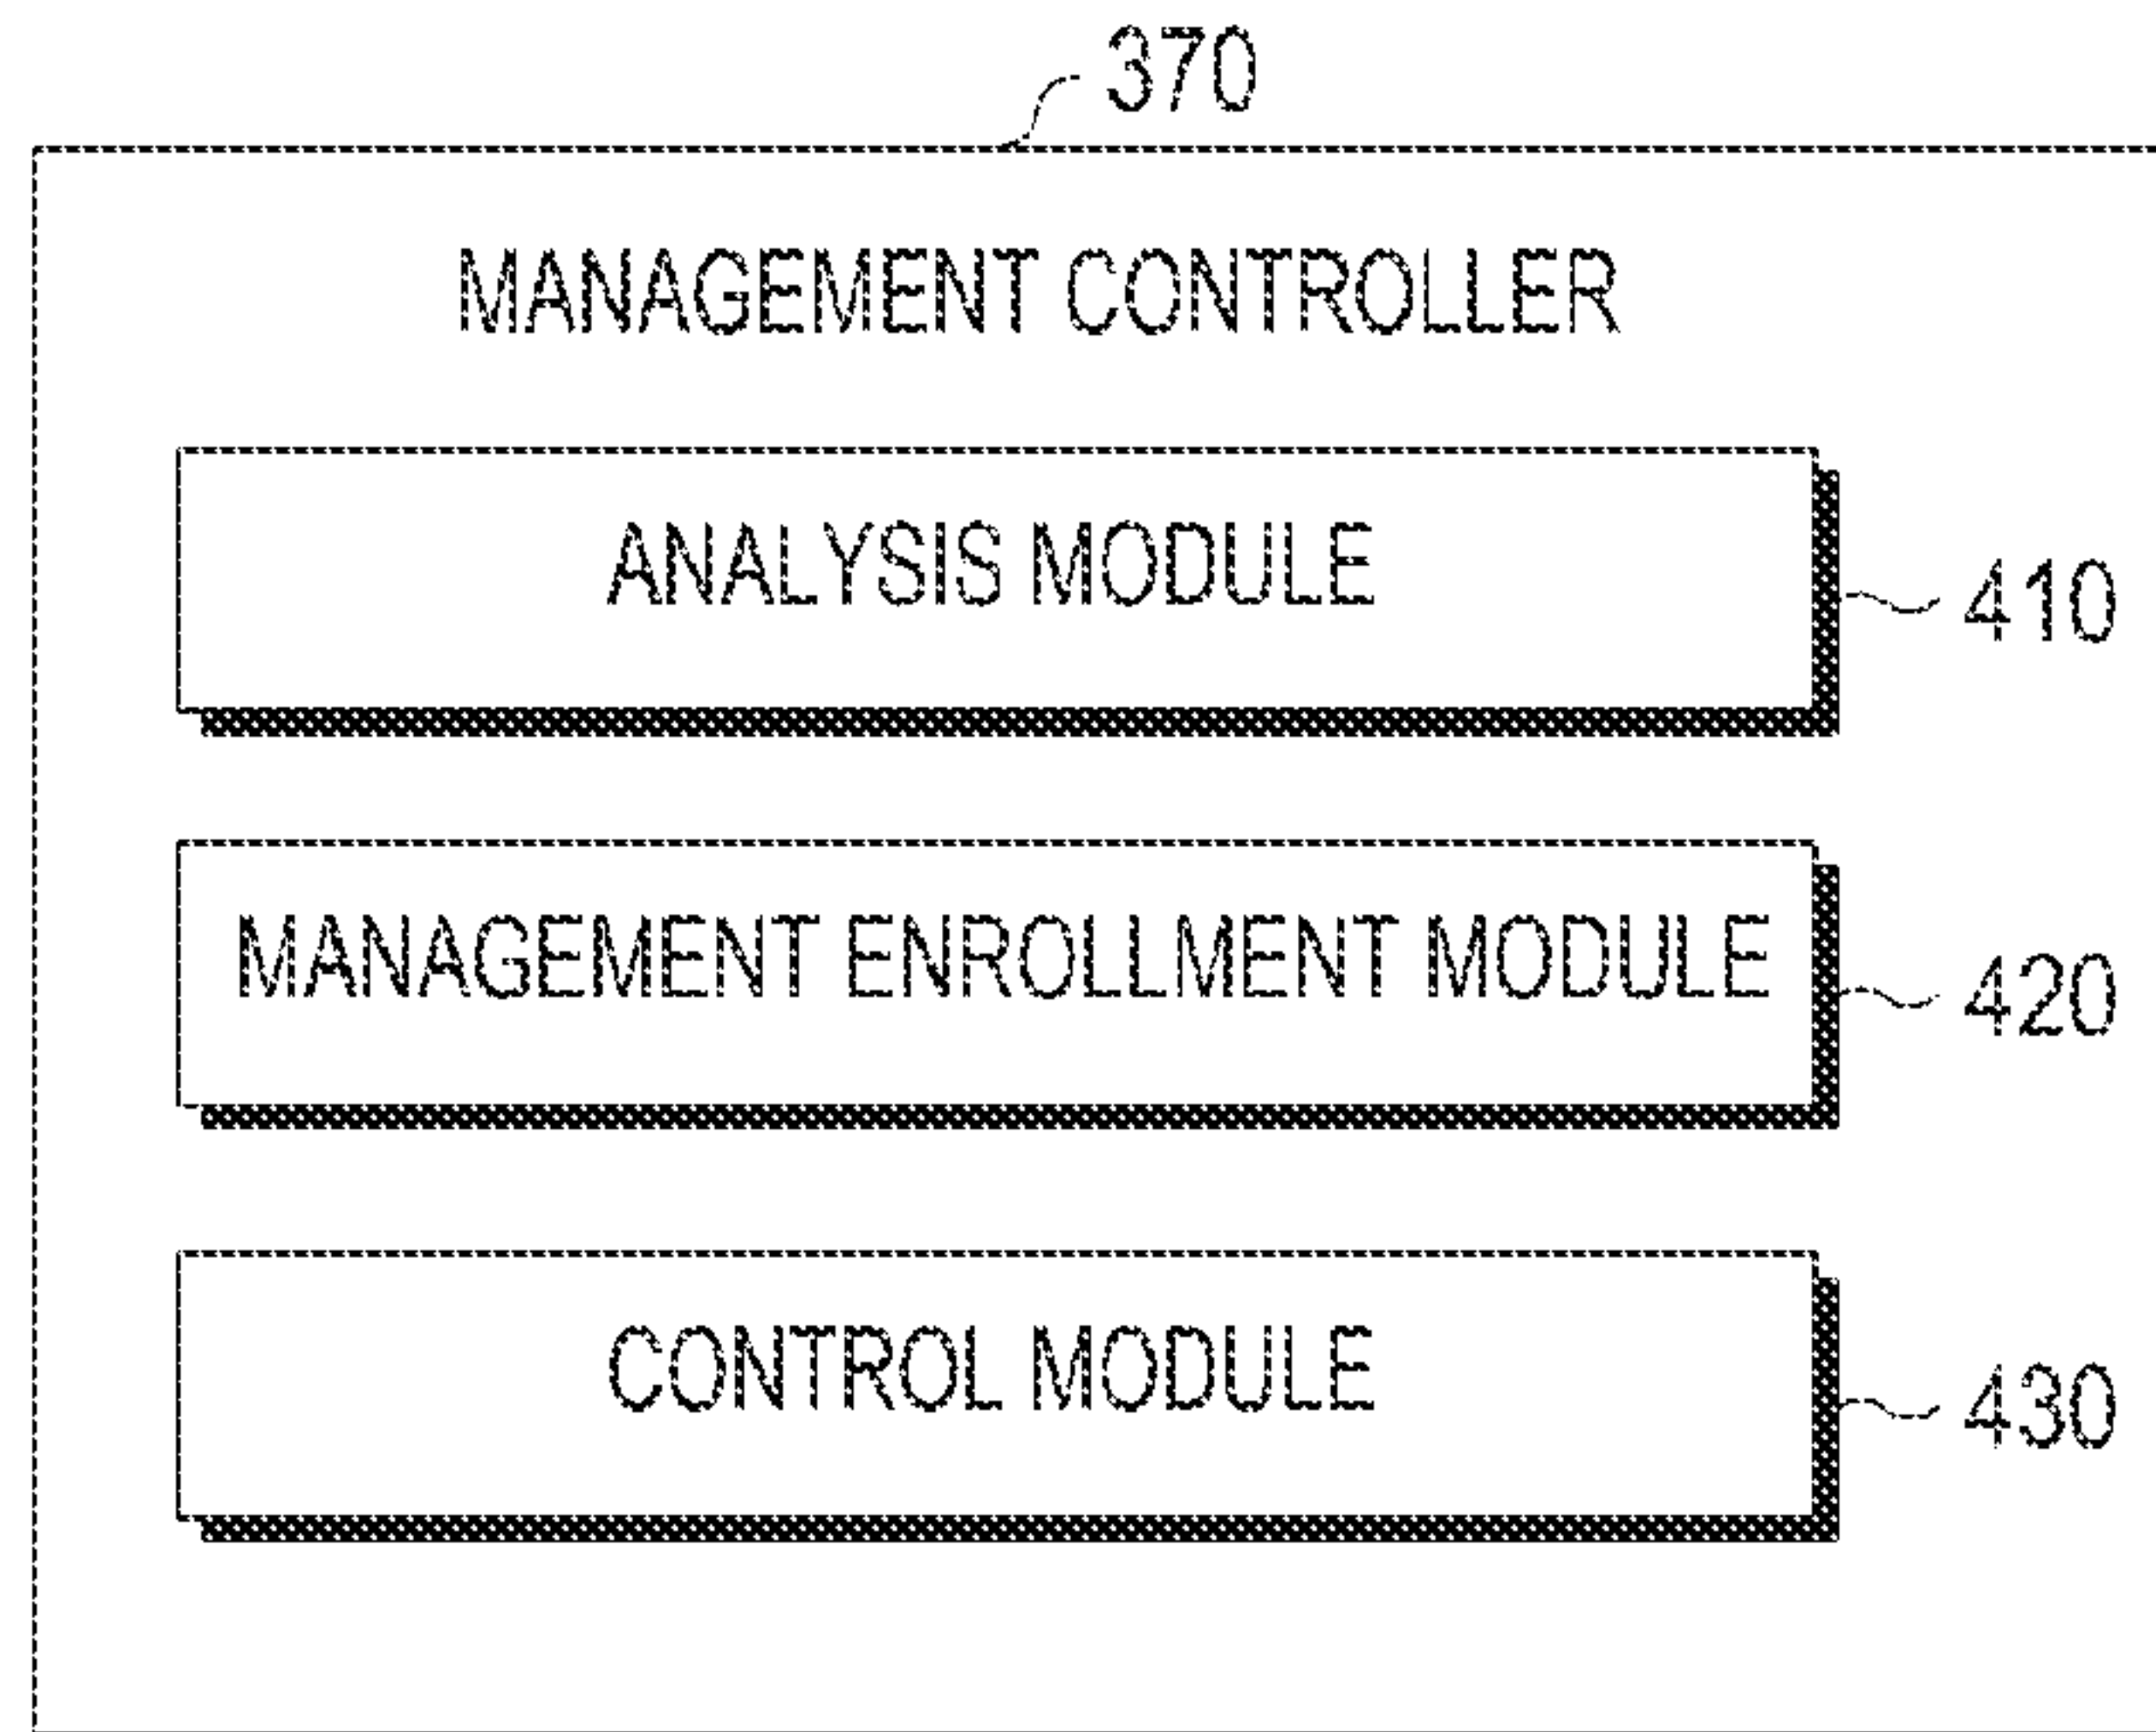 370
MANAGEMENT CONTROLLER
ANALYSIS MODULE
410
MANAGEMENT ENROLLMENT MODULE
420
CONTROL MODULE
430